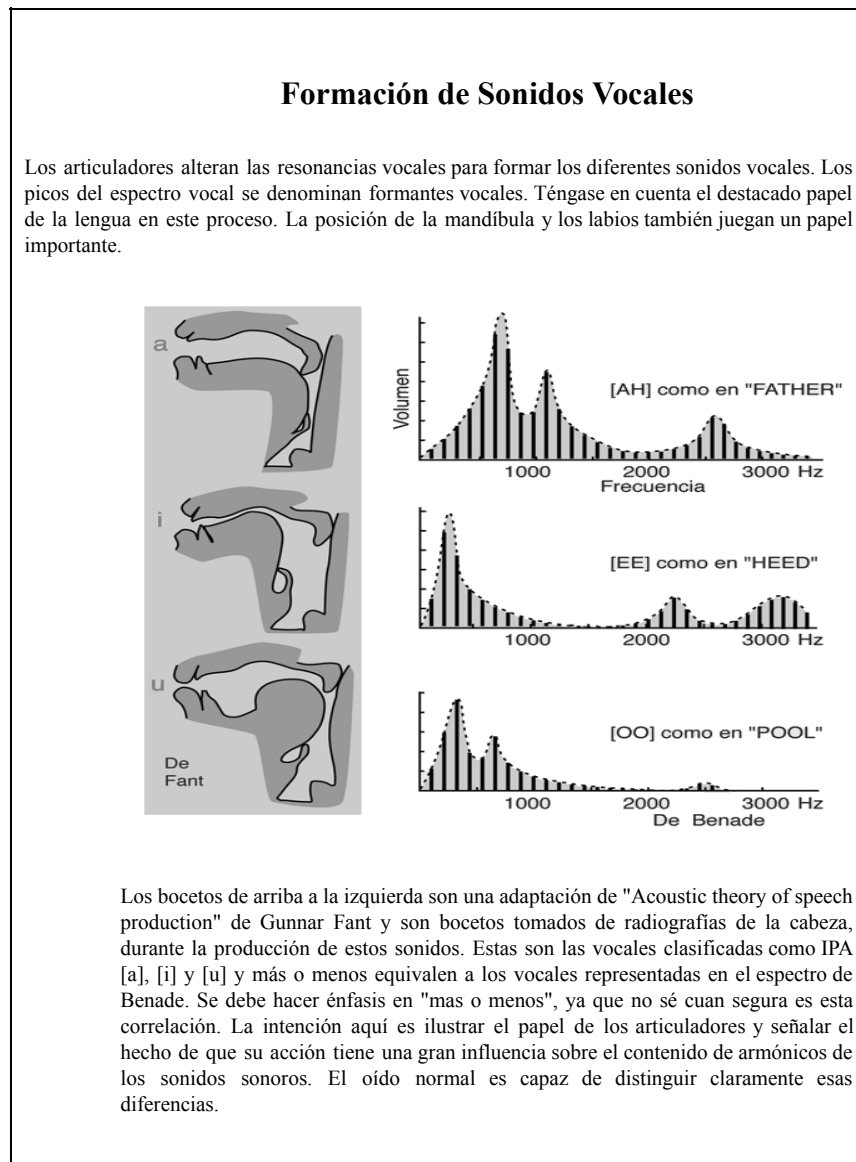 Formación de Sonidos Vocales
Los articuladores alteran las resonancias vocales para formar los diferentes sonidos vocales. Los
picos del espectro vocal se denominan formantes vocales. Téngase en cuenta el destacado papel
de la lengua en este proceso. La posición de la mandíbula y los labios también juegan un papel
importante.
a
i
u
De
Fant
Volumen
[AH] como en "FATHER"
1000 2000 3000 Hz
Frecuencia
[EE] como en "HEED"
1000 2000 3000 Hz
[OO] como en "POOL"
1000 2000 3000 Hz
De Benade
Los bocetos de arriba a la izquierda son una adaptación de "Acoustic theory of speech
production" de Gunnar Fant y son bocetos tomados de radiografías de la cabeza,
durante la producción de estos sonidos. Estas son las vocales clasificadas como IPA
[a], [i] y [u] y más o menos equivalen a los vocales representadas en el espectro de
Benade. Se debe hacer énfasis en "mas o menos", ya que no sé cuan segura es esta
correlación. La intención aquí es ilustrar el papel de los articuladores y señalar el
hecho de que su acción tiene una gran influencia sobre el contenido de armónicos de
los sonidos sonoros. El oído normal es capaz de distinguir claramente esas
diferencias.